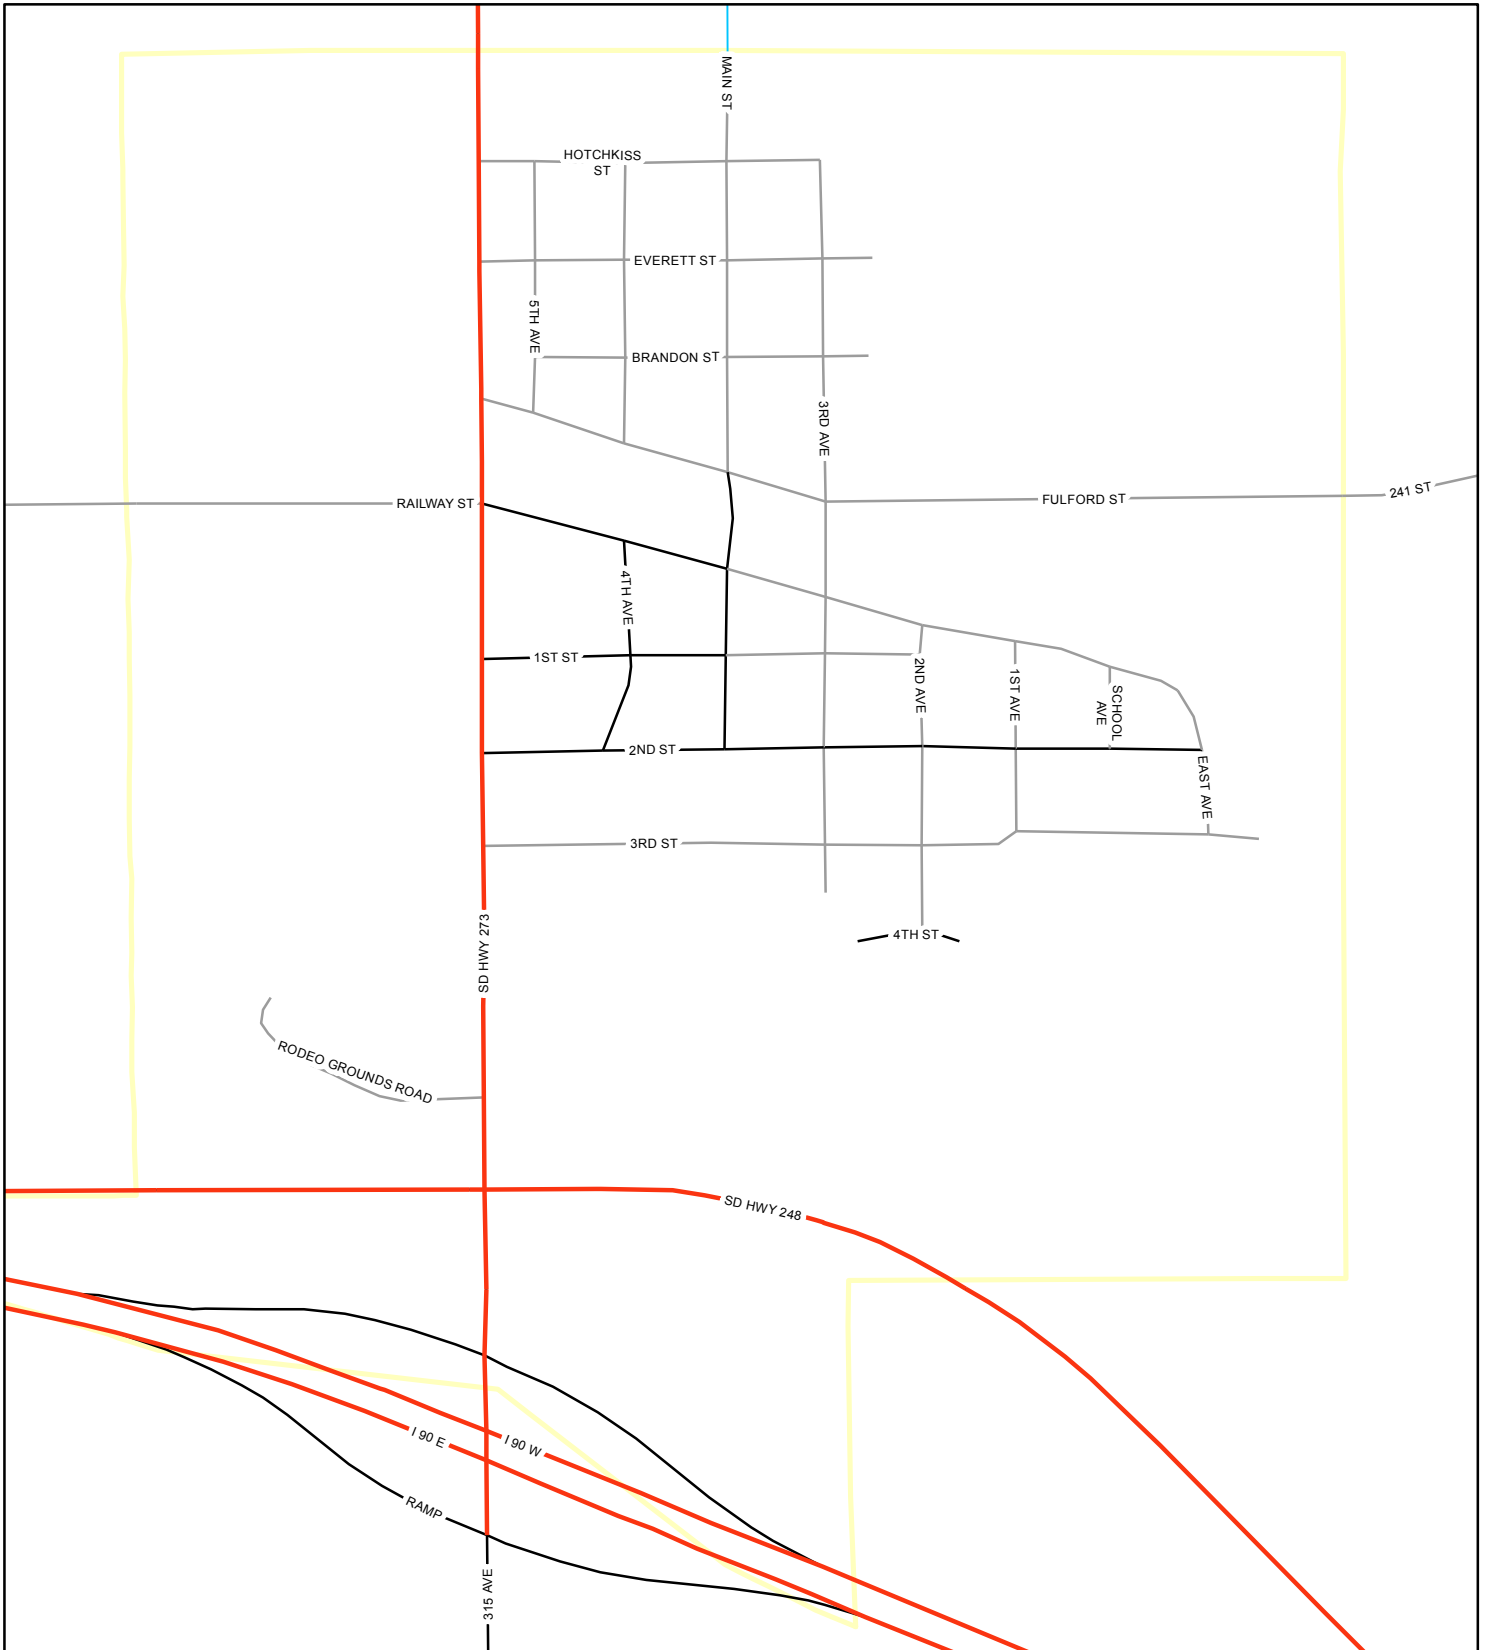 MAIN ST
HOTCHKISS
ST
EVERETT ST
5TH AVE
BRANDON ST
3RD AVE
RAILWAY ST
FULFORD ST
241 ST
4TH AVE
1ST ST
2ND AVE
1ST AVE
SCHOOL
AVE
2ND ST
EAST AVE
3RD ST
SD HWY 273
4TH ST
RODEO GROUNDS ROAD
SD HWY 248
I 90 E
I 90 W
RAMP
315 AVE